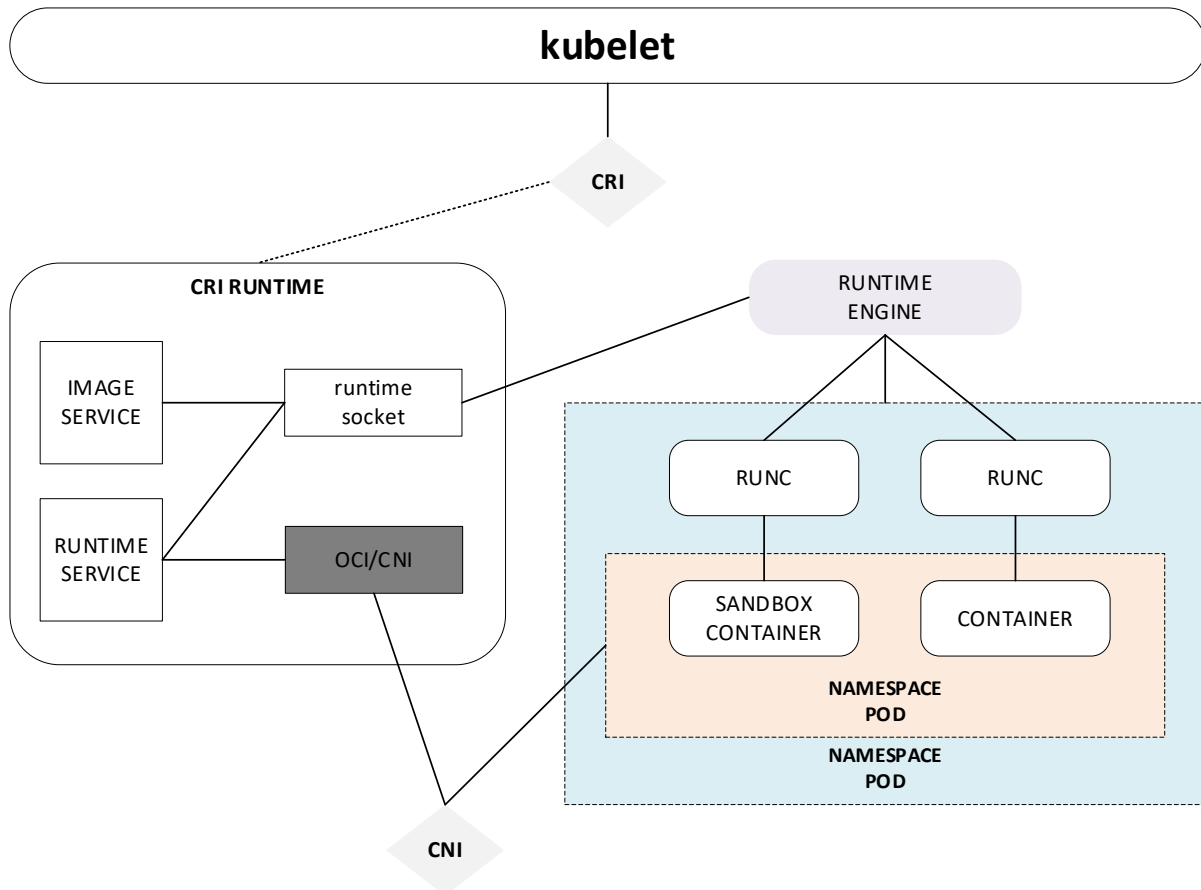 kubelet
CRI
CRI RUNTIME
IMAGE
SERVICE
runtime
socket
RUNTIME
SERVICE
OCI/CNI
RUNTIME
ENGINE
RUNC
RUNC
SANDBOX
CONTAINER
CONTAINER
NAMESPACE
POD
NAMESPACE
POD
CNI